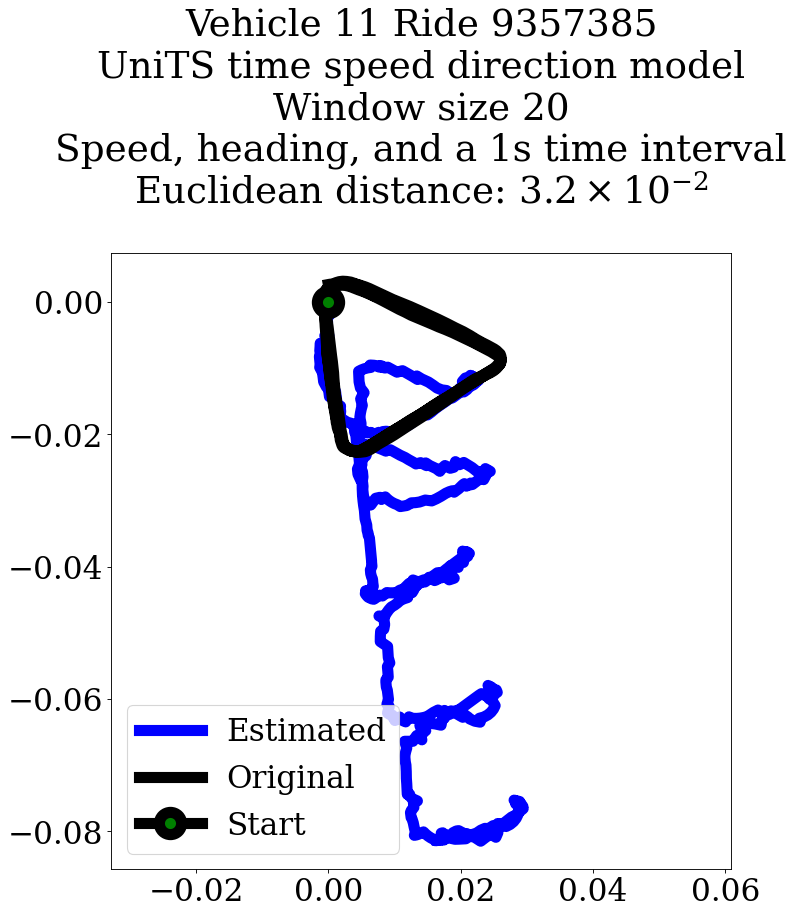 Vehicle 11 Ride 9357385
UniTS time speed direction model
Window size 20
Speed, heading, and a 1s time interval
Euclidean distance: 3.2 × 10⁻²
0.00
−0.02
−0.04
−0.06
−0.08
Estimated
Original
Start
−0.02 0.00 0.02 0.04 0.06